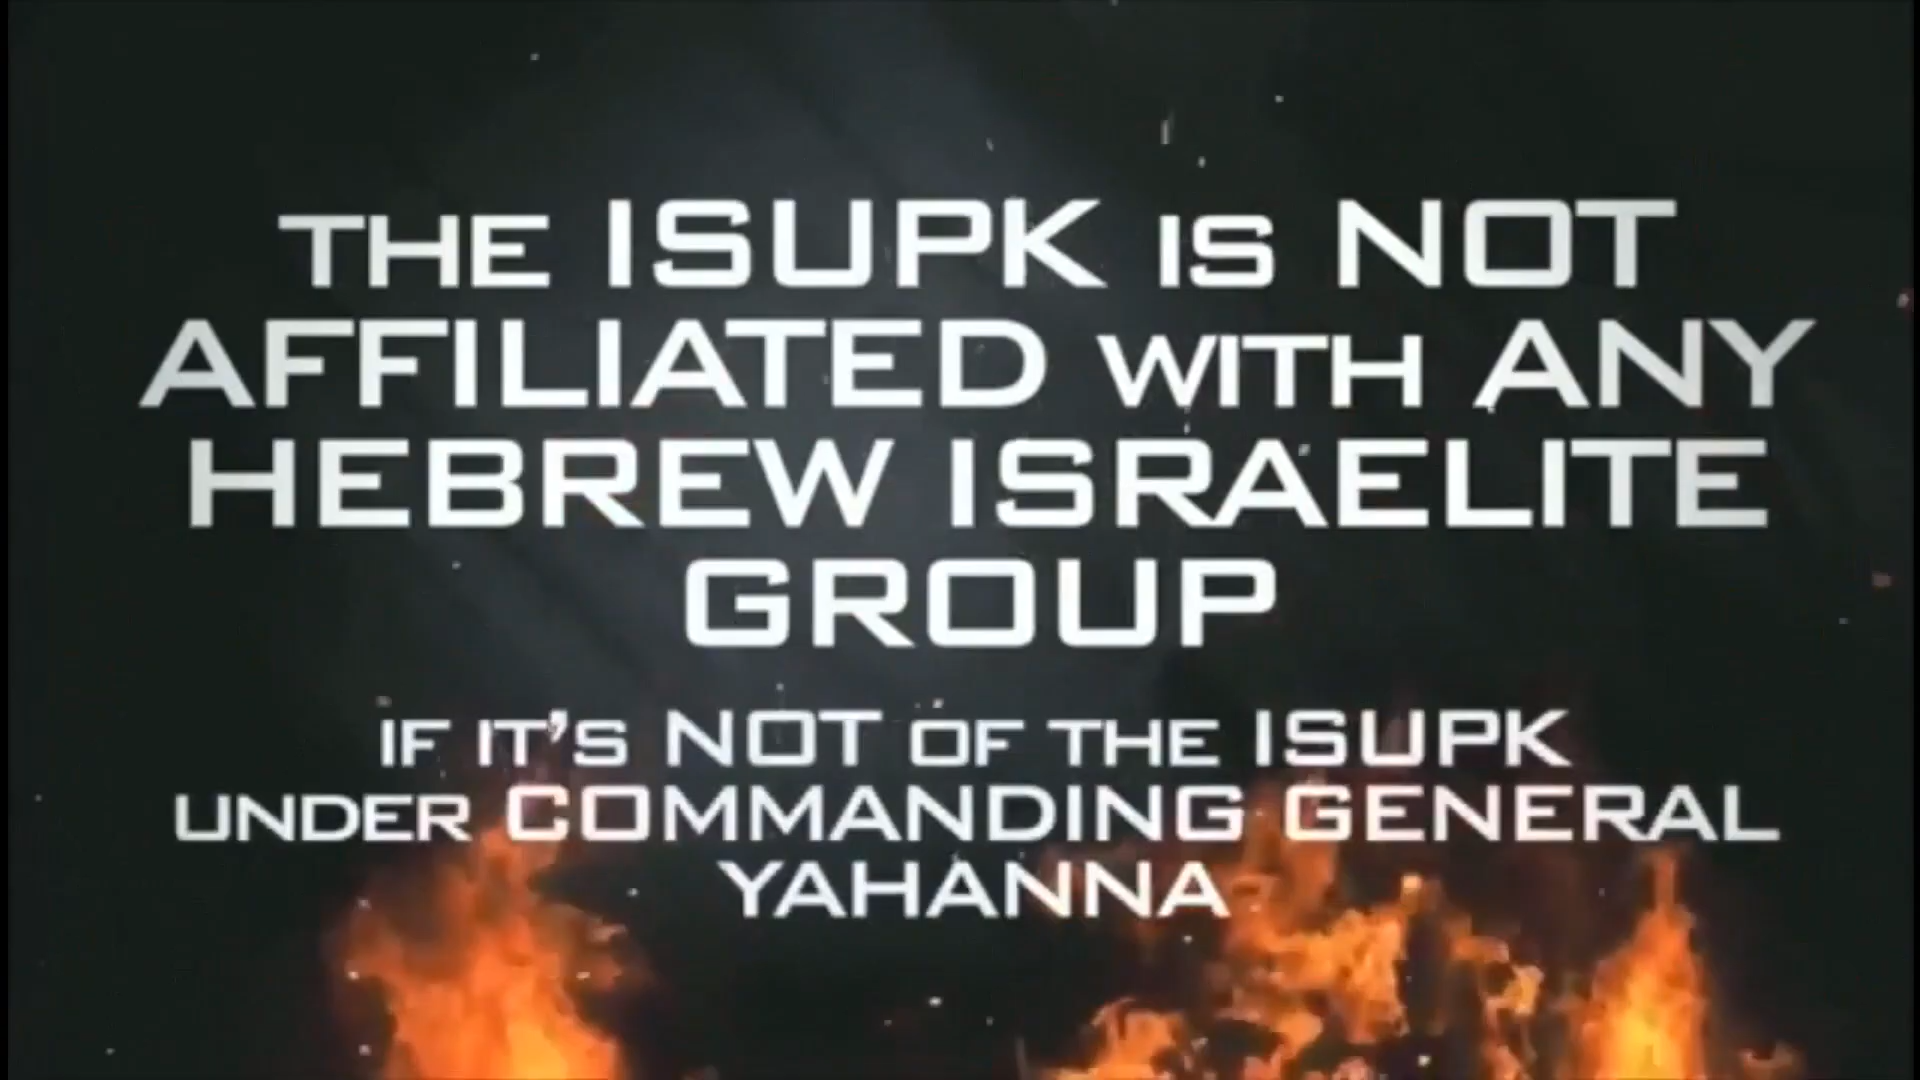 THE ISUPK IS NOT
AFFILIATED WITH ANY
HEBREW ISRAELITE
GROUP
IF IT'S NOT OF THE ISUPK
UNDER COMMANDING GENERAL
YAHANNA